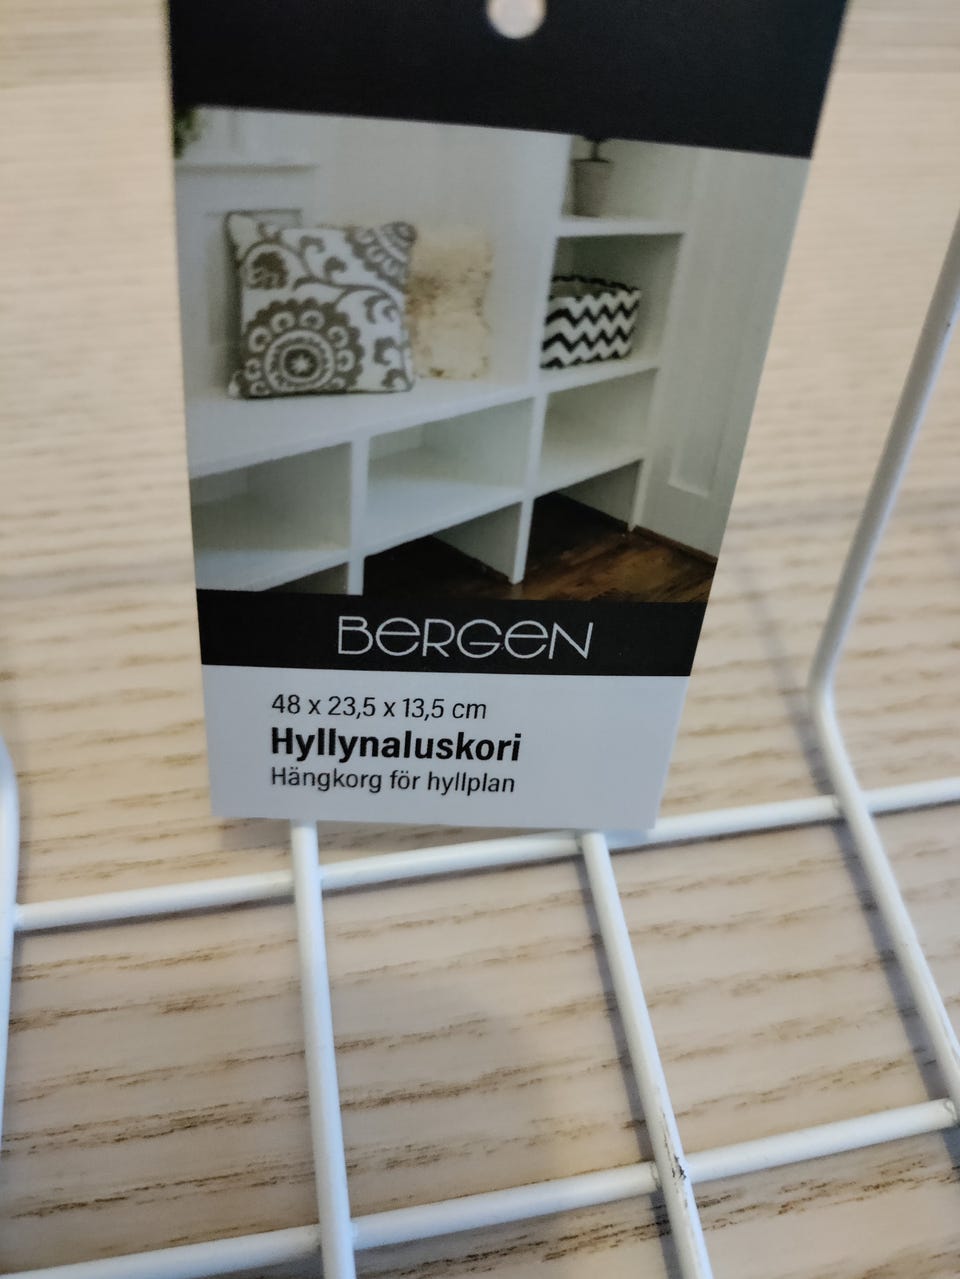 BERGEN
48 x 23,5 x 13,5 cm
Hyllynaluskori
Hängkorg för hyllplan